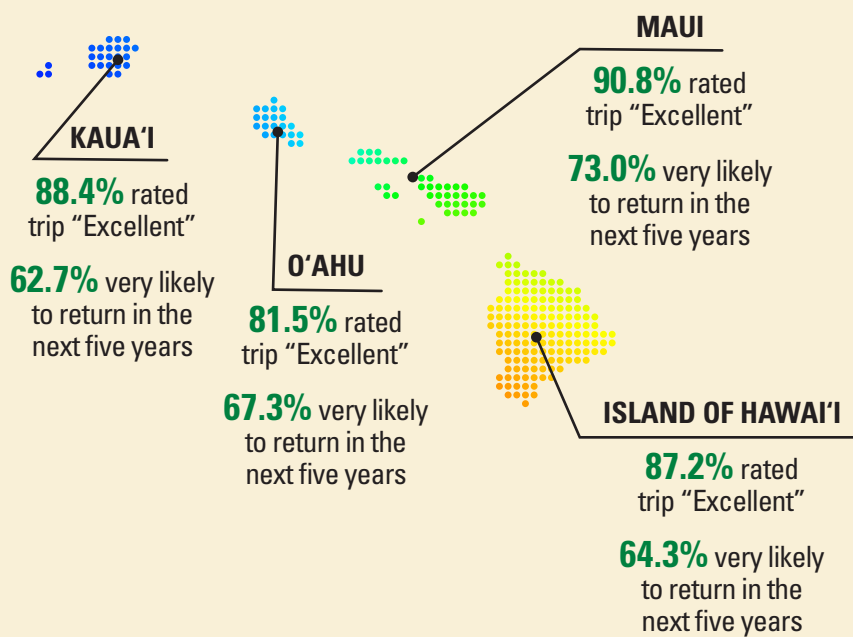 MAUI
90.8% rated
trip “Excellent”
73.0% very likely
to return in the
next five years
KAUA‘I
88.4% rated
trip “Excellent”
62.7% very likely
to return in the
next five years
O‘AHU
81.5% rated
trip “Excellent”
67.3% very likely
to return in the
next five years
ISLAND OF HAWAI‘I
87.2% rated
trip “Excellent”
64.3% very likely
to return in the
next five years